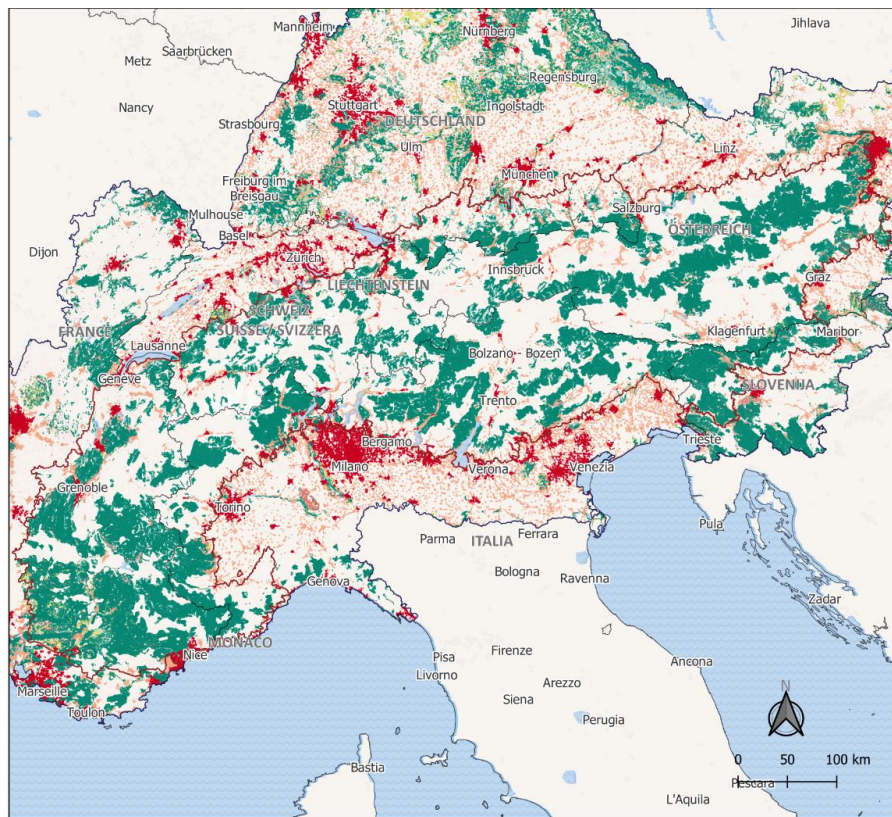 Mannheim
Nürnberg
Jihlava
Saarbrücken
Metz
Regensburg
Nancy
Stuttgart
Ingolstadt
Strasbourg
DEUTSCHLAND
Ulm
Linz
München
Freiburg im
Breisgau
Salzburg
Mulhouse
ÖSTERREICH
Basel
Dijon
Zürich
Innsbruck
Graz
LIECHTENSTEIN
SCHWEIZ
FRANCE
SUISSE / SVIZZERA
Klagenfurt
Maribor
Lausanne
Bolzano - Bozen
Genève
SLOVENIJA
Trento
Bergamo
Trieste
Milano
Verona
Venezia
Grenoble
Torino
Pula
Parma
ITALIA
Ferrara
Bologna
Ravenna
Genova
Zadar
MONACO
Nice
Firenze
Pisa
Livorno
Ancona
Marseille
Arezzo
Siena
Toulon
Perugia
N
0 50 100 km
Bastia
Pescara
L'Aquila